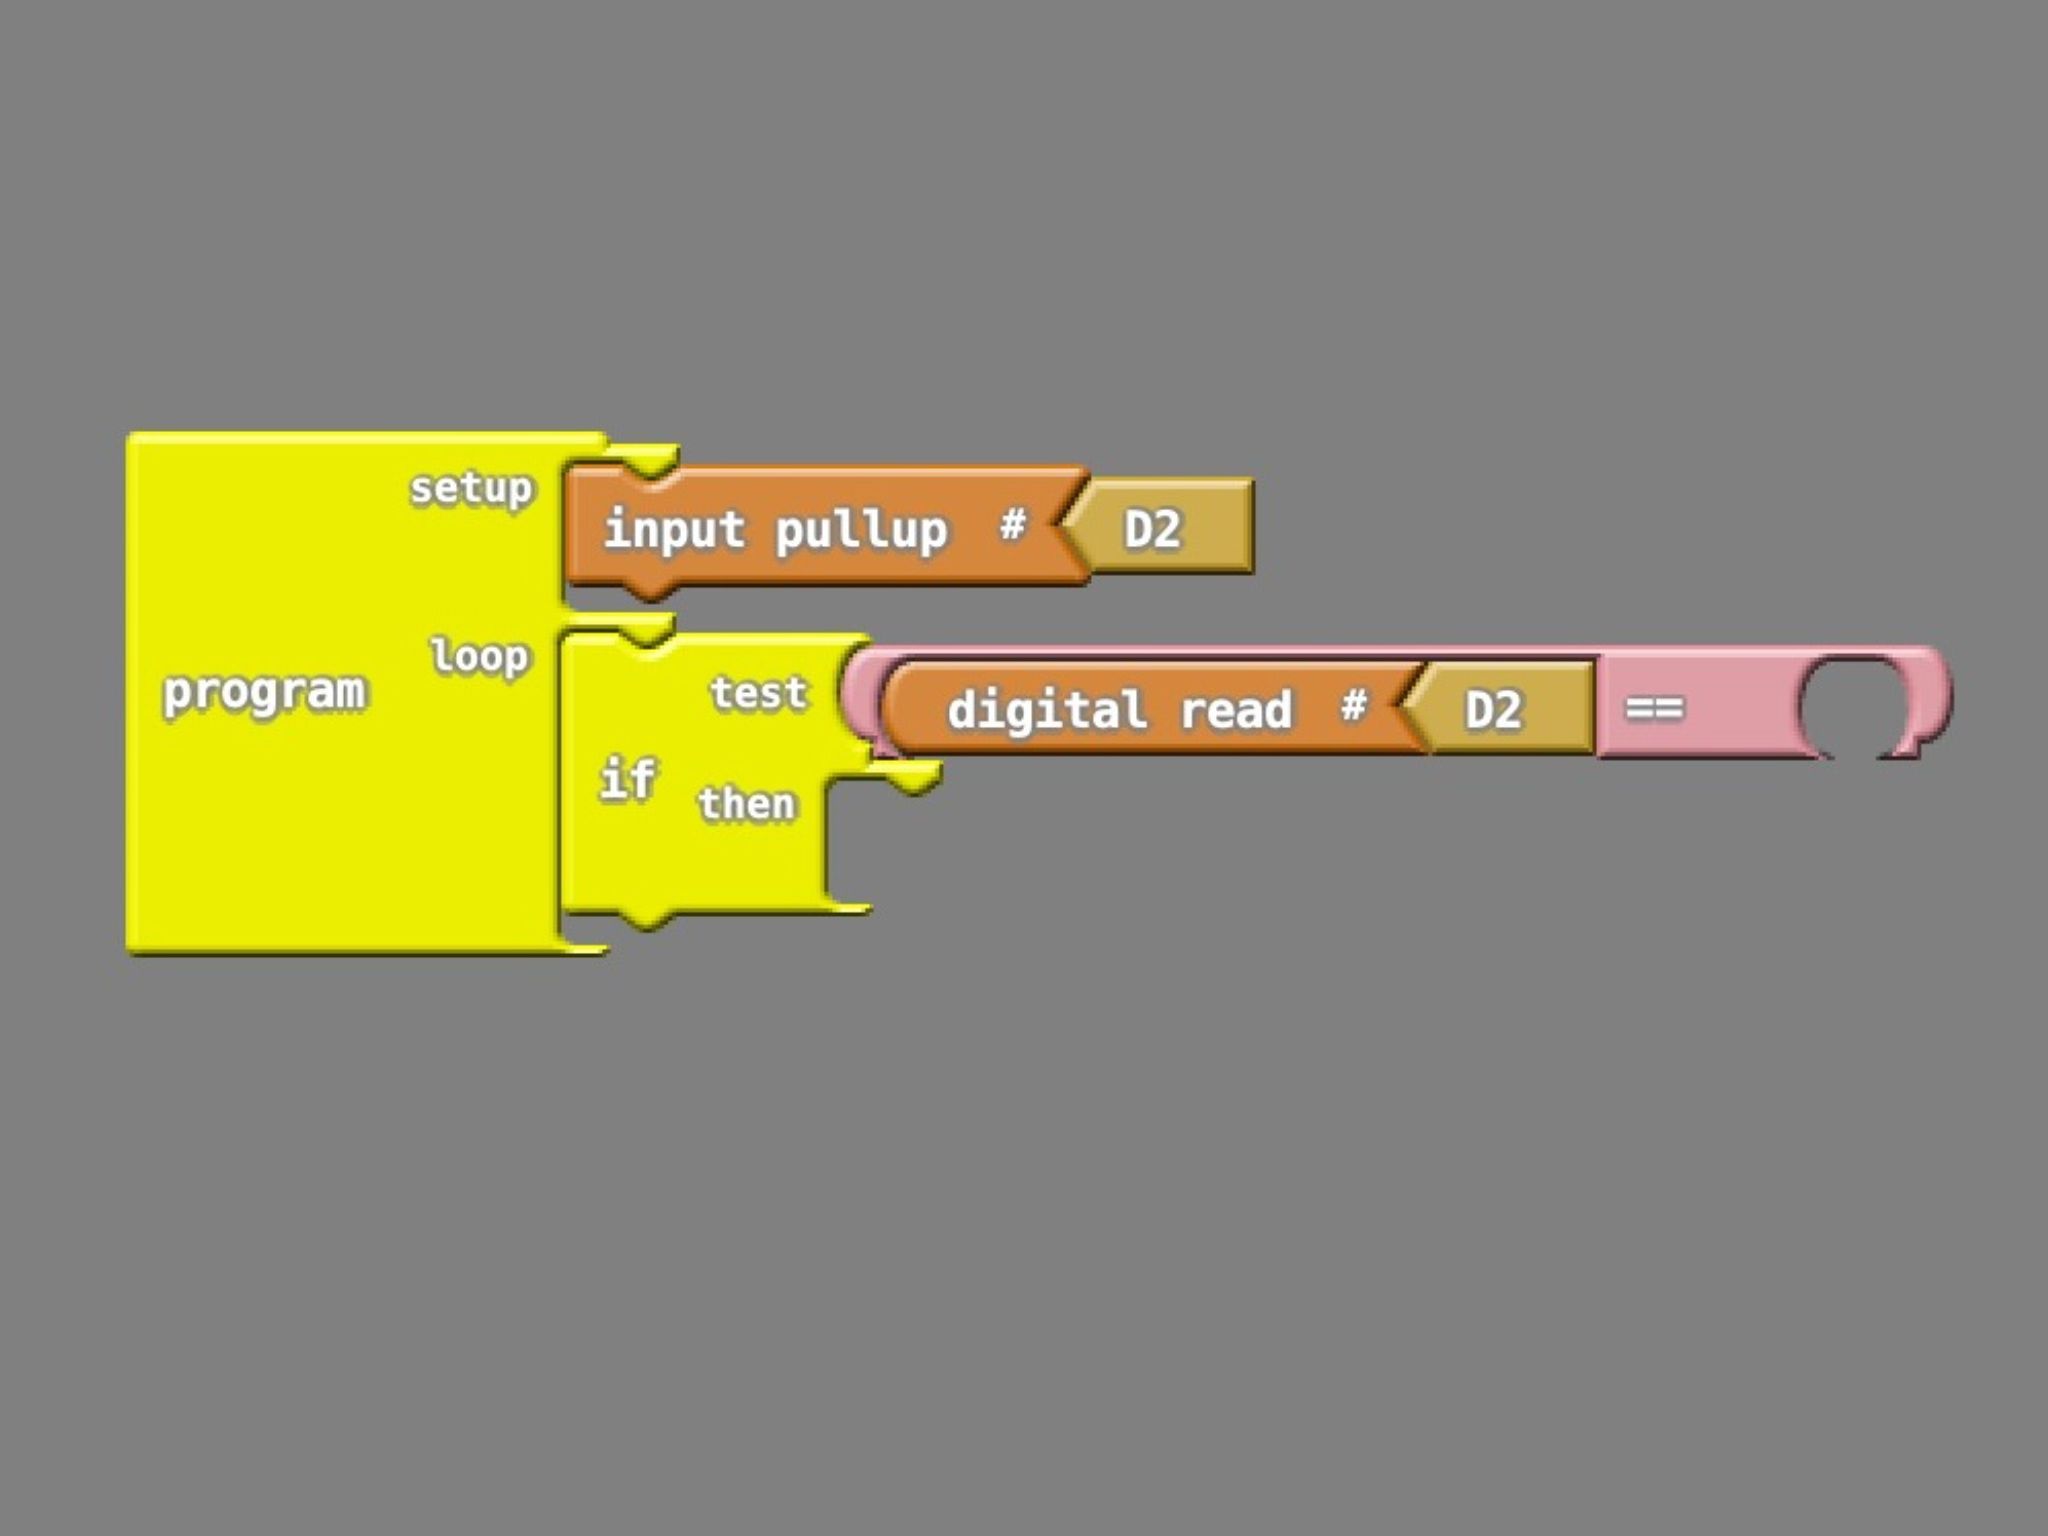 setup
input pullup # D2
program
loop
test
digital read # D2 ==
if
then